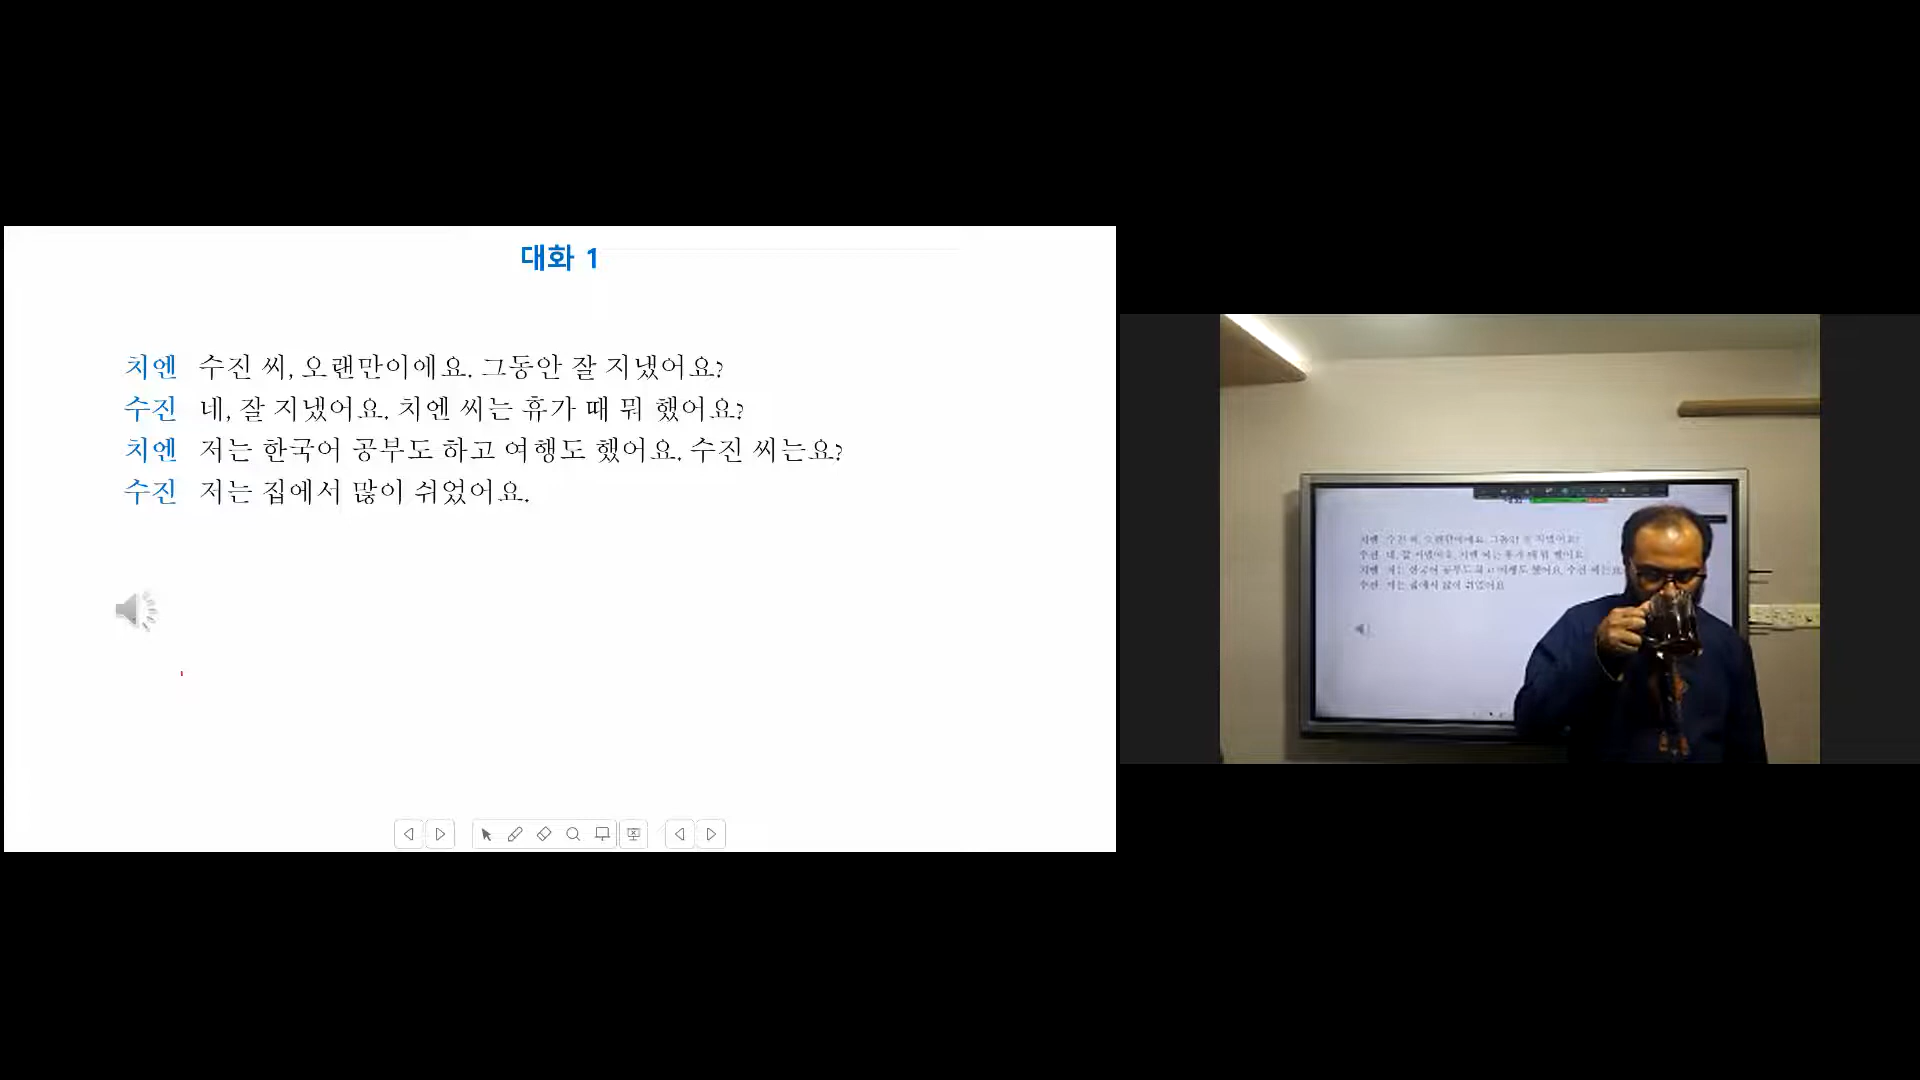 대화 1
치엔 수진 씨, 오랜만이에요. 그동안 잘 지냈어요?
수진 네, 잘 지냈어요. 치엔 씨는 휴가 때 뭐 했어요?
치엔 저는 한국어 공부도 하고 여행도 했어요. 수진 씨는요?
수진 저는 집에서 많이 쉬었어요.